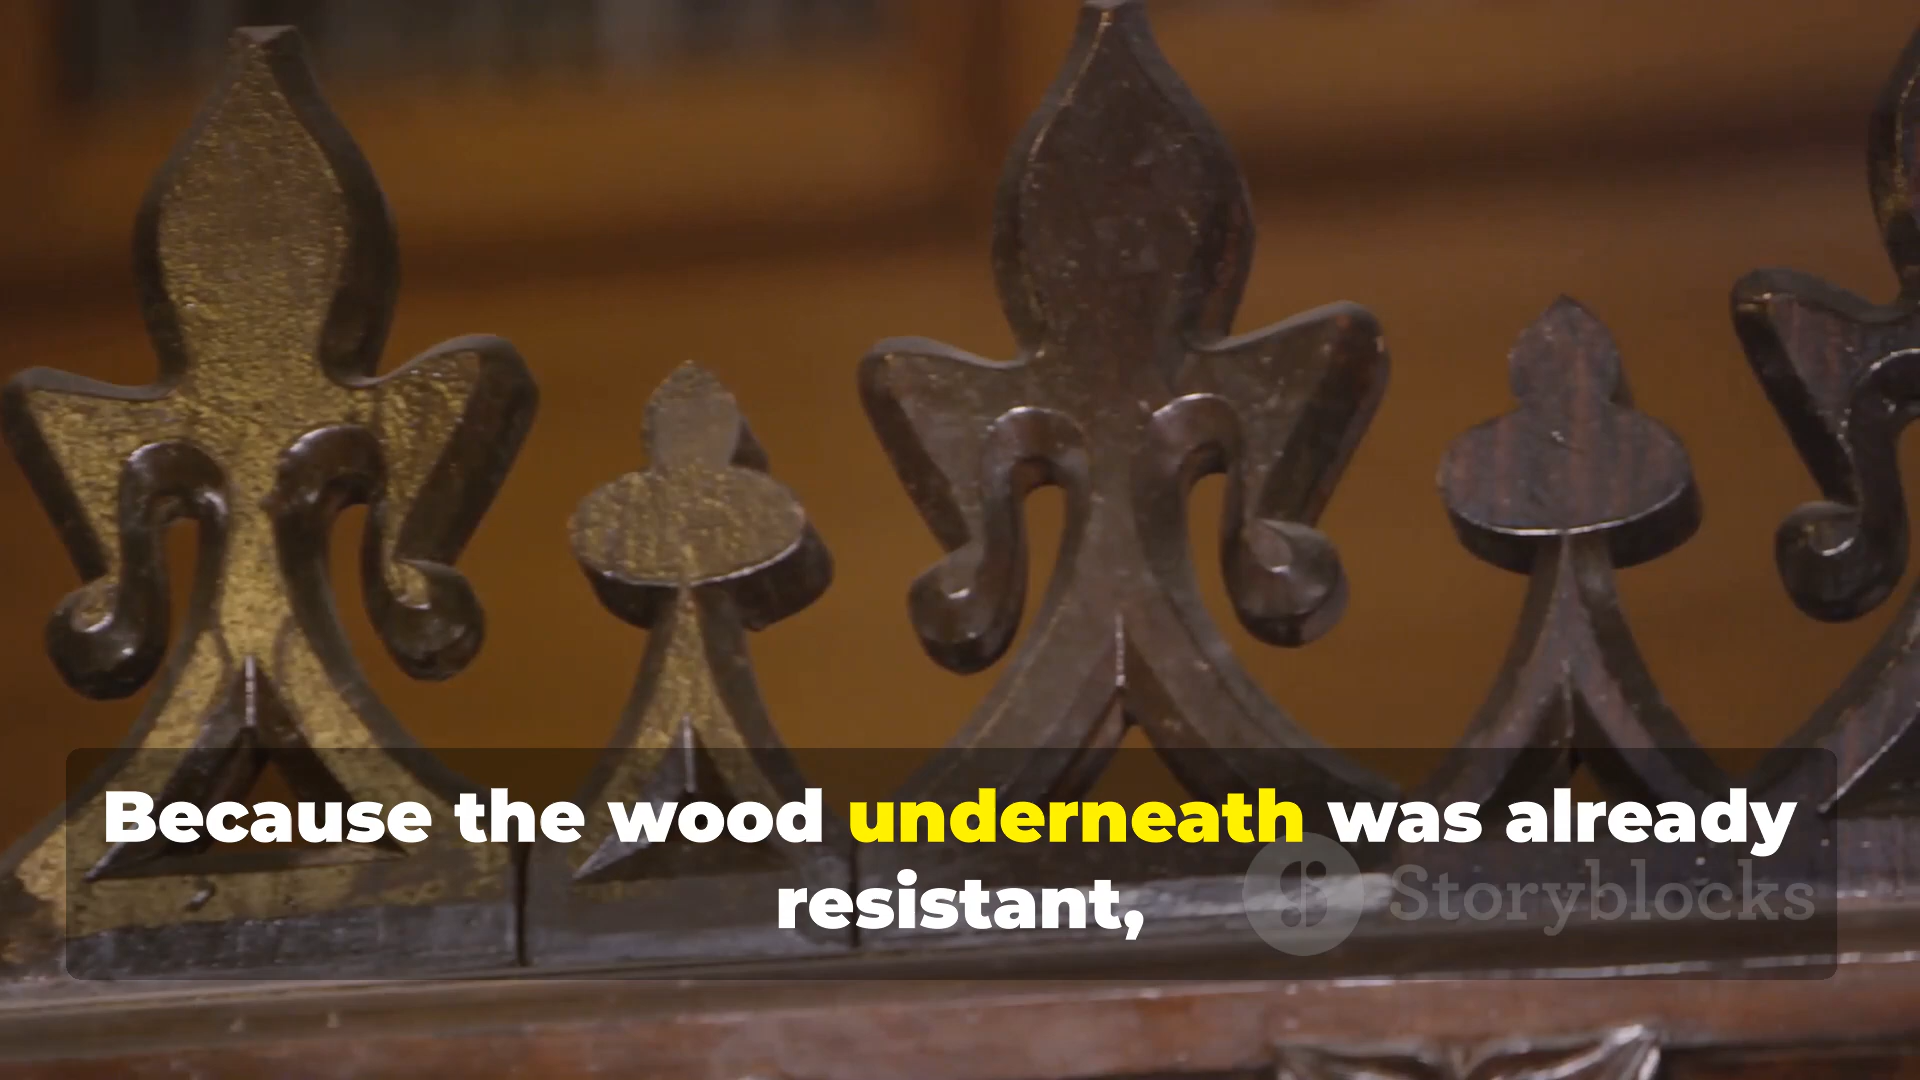 Because the wood underneath was already
resistant,
Storyblocks